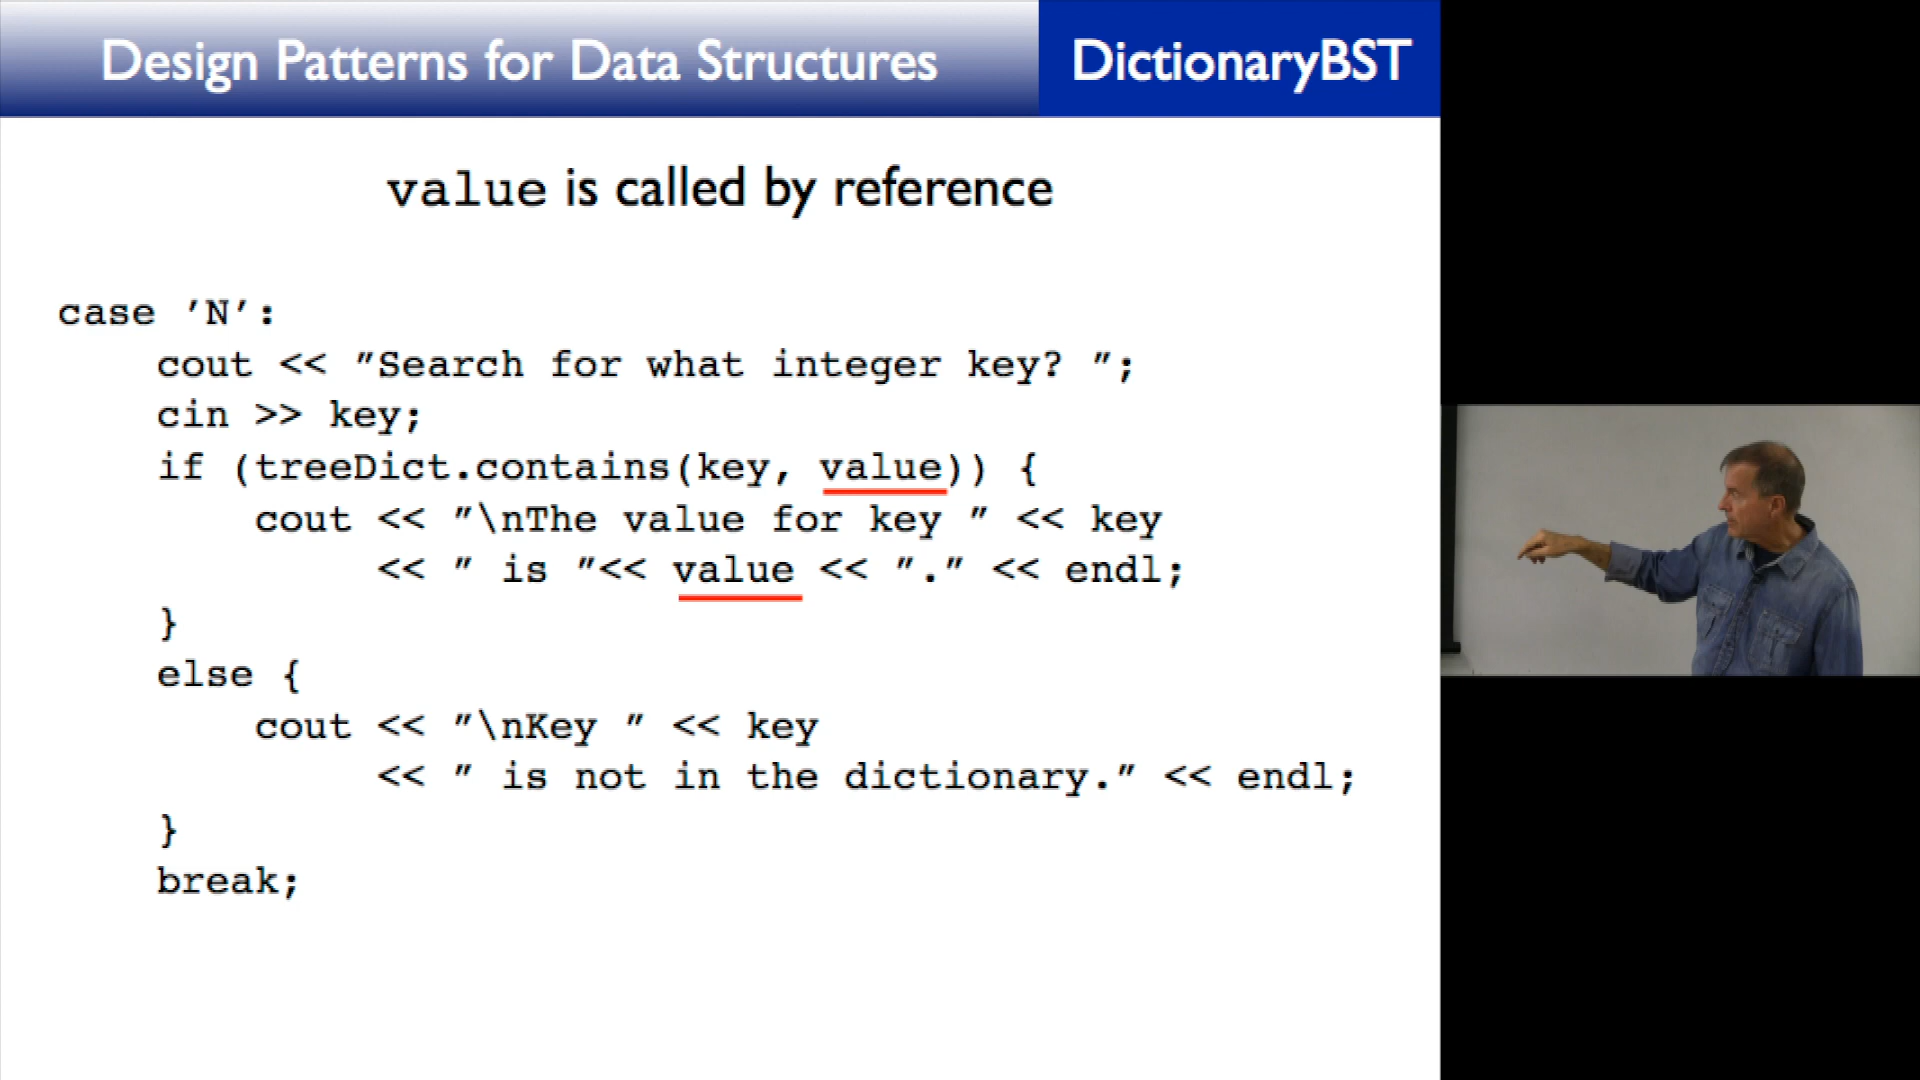 Design Patterns for Data Structures
DictionaryBST
value is called by reference
case ’N’:
cout << ”Search for what integer key? ”;
cin >> key;
if (treeDict.contains(key, value)) {
cout << ”\nThe value for key ” << key
<< ” is ”<< value << ”.” << endl;
}
else {
cout << ”\nKey ” << key
<< ” is not in the dictionary.” << endl;
}
break;